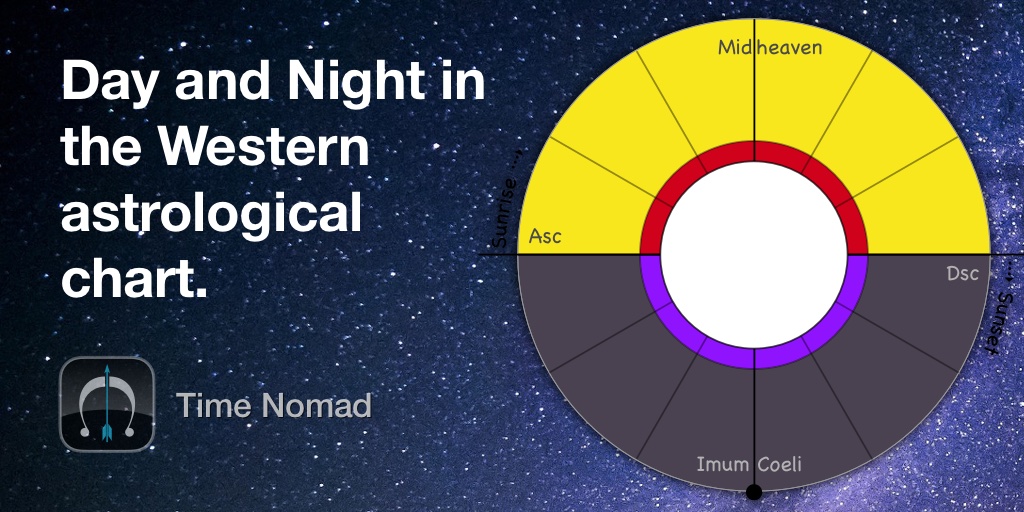 Day and Night in
the Western
astrological
chart.
Time Nomad
Midheaven
Sunrise →
Asc
Dsc
→ Sunset
Imum Coeli